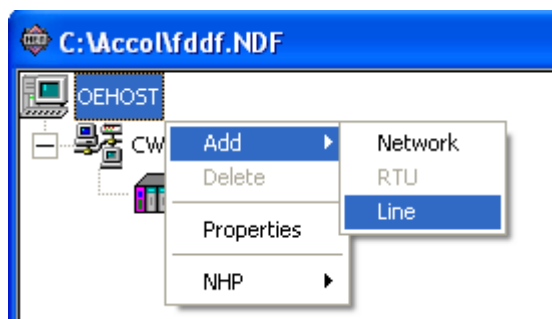 C:\Accol\fddf.NDF
OEHOST
CW
Add
Network
Delete
RTU
Line
Properties
NHP